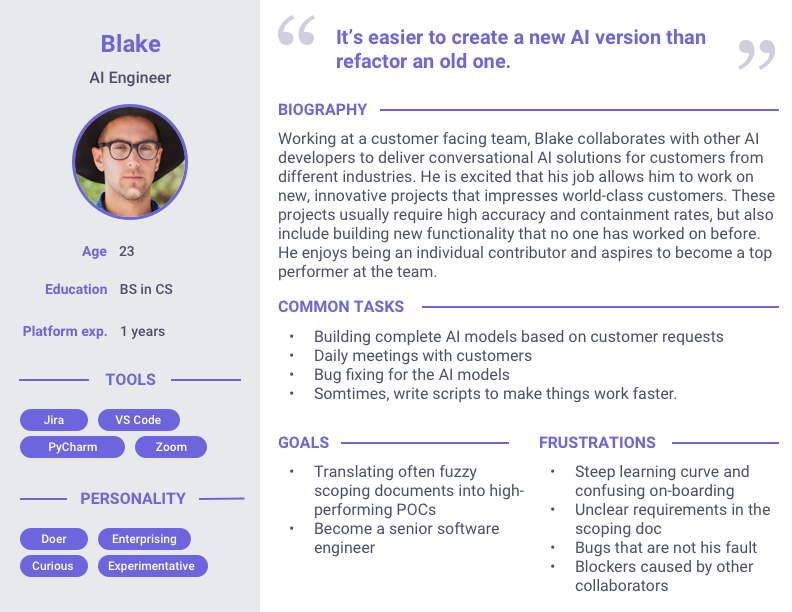 Blake
AI Engineer
Age 23
Education BS in CS
Platform exp. 1 years
TOOLS
Jira
VS Code
PyCharm
Zoom
PERSONALITY
Doer
Enterprising
Curious
Experimentative
“
It’s easier to create a new AI version than
refactor an old one.
”
BIOGRAPHY
Working at a customer facing team, Blake collaborates with other AI
developers to deliver conversational AI solutions for customers from
different industries. He is excited that his job allows him to work on
new, innovative projects that impresses world-class customers. These
projects usually require high accuracy and containment rates, but also
include building new functionality that no one has worked on before.
He enjoys being an individual contributor and aspires to become a top
performer at the team.
COMMON TASKS
• Building complete AI models based on customer requests
• Daily meetings with customers
• Bug fixing for the AI models
• Somtimes, write scripts to make things work faster.
GOALS
• Translating often fuzzy
scoping documents into high-
performing POCs
• Become a senior software
engineer
FRUSTRATIONS
• Steep learning curve and
confusing on-boarding
• Unclear requirements in the
scoping doc
• Bugs that are not his fault
• Blockers caused by other
collaborators